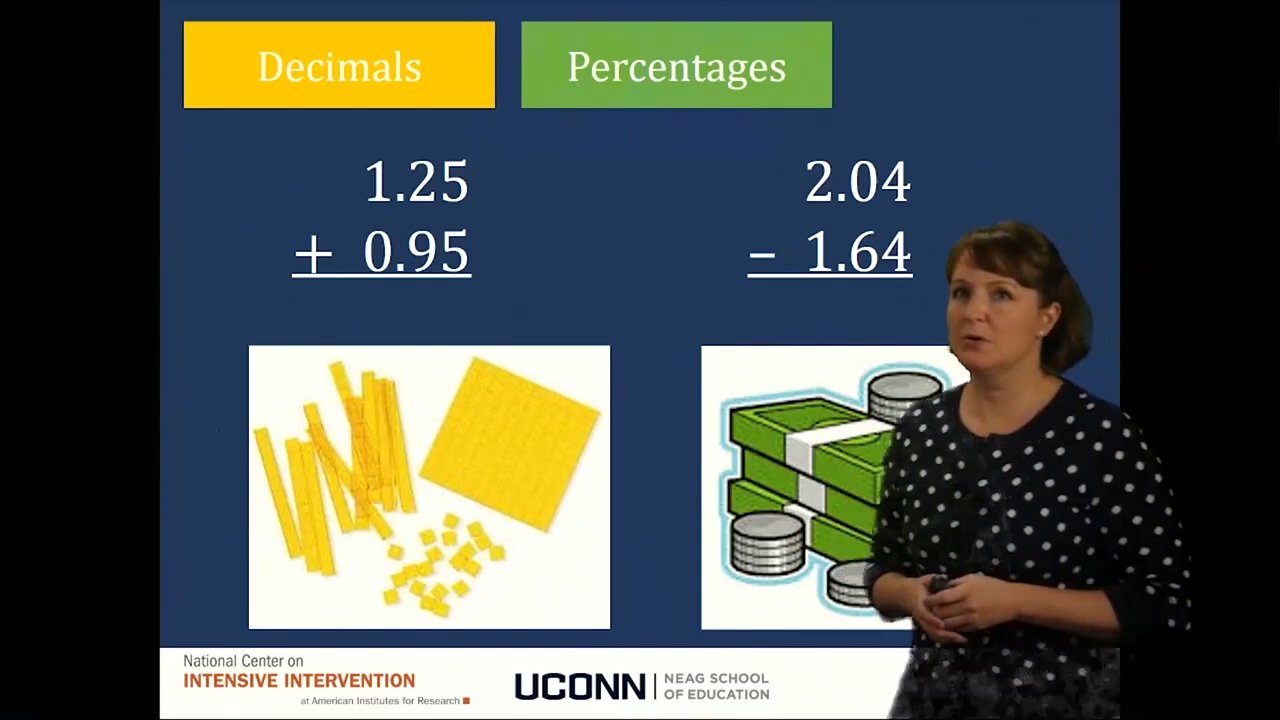 Decimals
Percentages
1.25
+ 0.95
2.04
– 1.64
National Center on
INTENSIVE INTERVENTION
at American Institutes for Research
UCONN
NEAG SCHOOL
OF EDUCATION